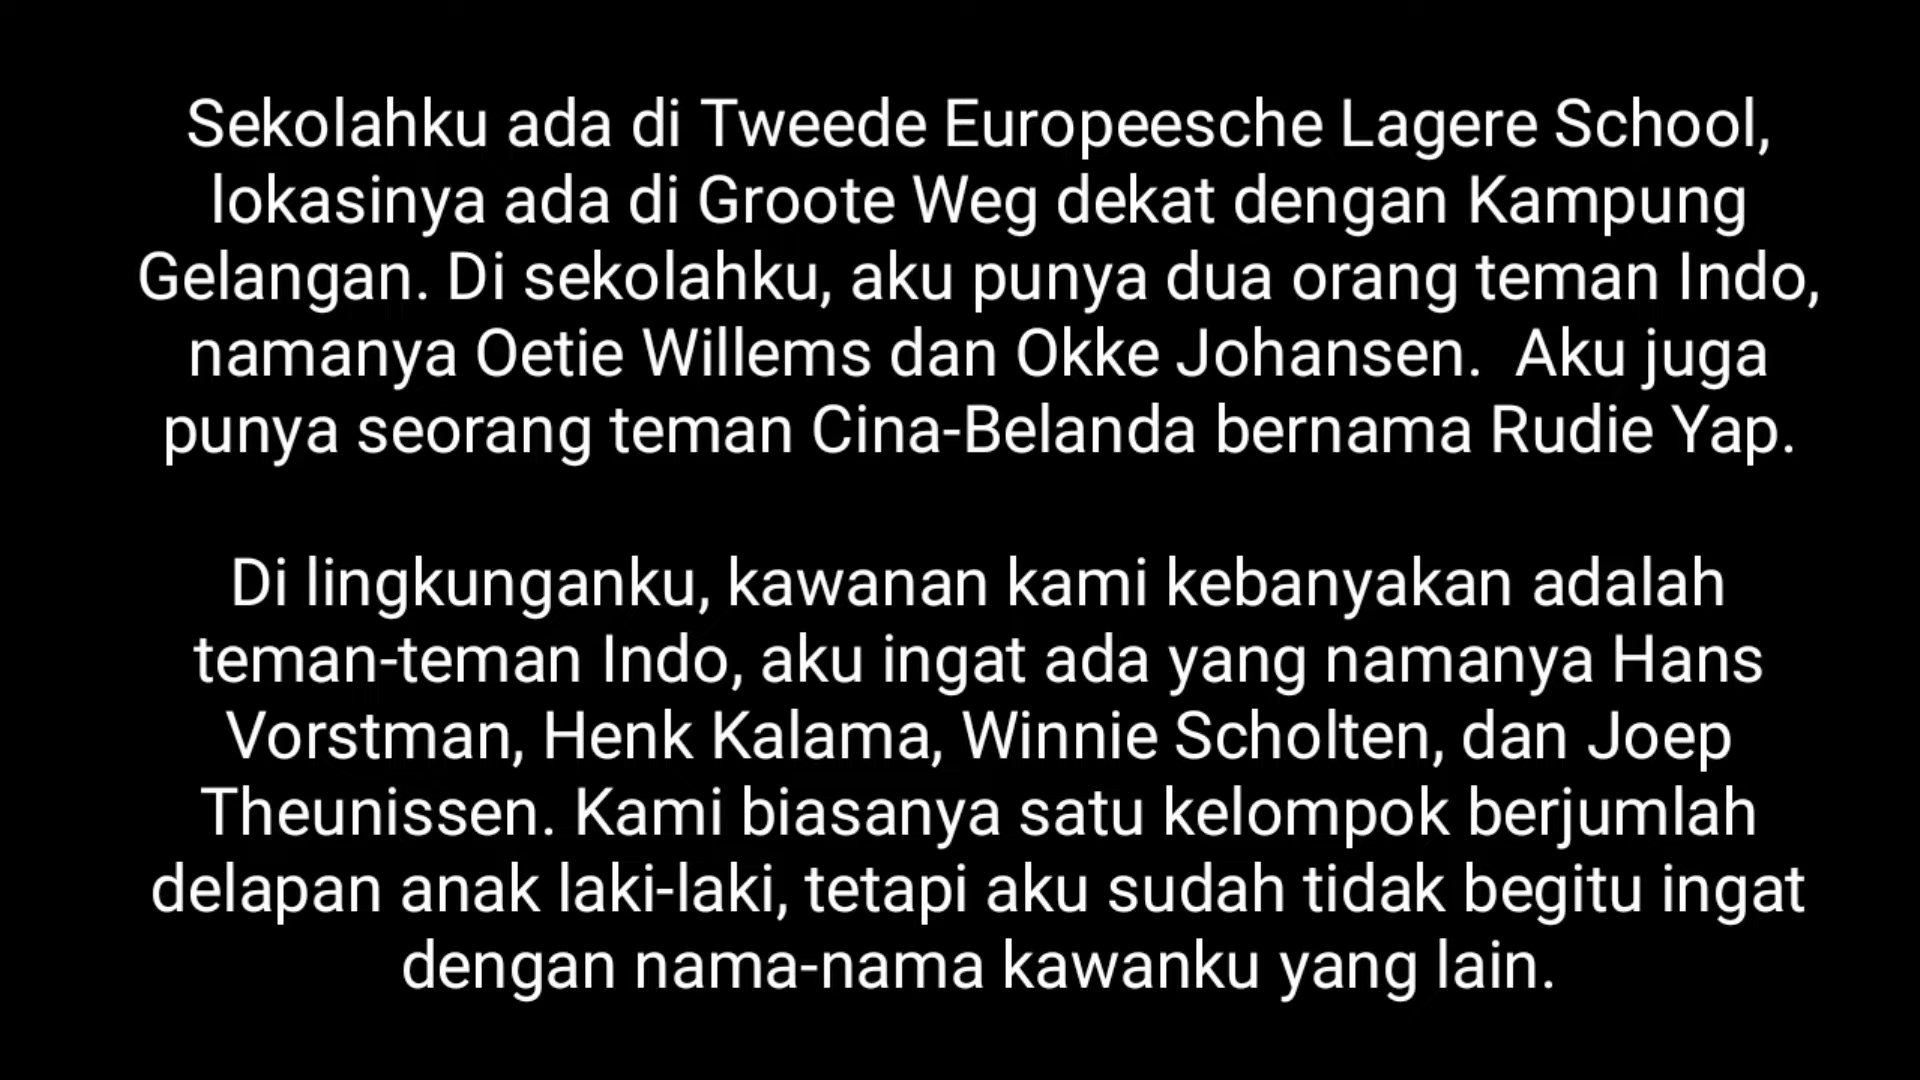 Sekolahku ada di Tweede Europeesche Lagere School,
lokasinya ada di Groote Weg dekat dengan Kampung
Gelangan. Di sekolahku, aku punya dua orang teman Indo,
namanya Oetie Willems dan Okke Johansen.  Aku juga
punya seorang teman Cina-Belanda bernama Rudie Yap.

Di lingkunganku, kawanan kami kebanyakan adalah
teman-teman Indo, aku ingat ada yang namanya Hans
Vorstman, Henk Kalama, Winnie Scholten, dan Joep
Theunissen. Kami biasanya satu kelompok berjumlah
delapan anak laki-laki, tetapi aku sudah tidak begitu ingat
dengan nama-nama kawanku yang lain.